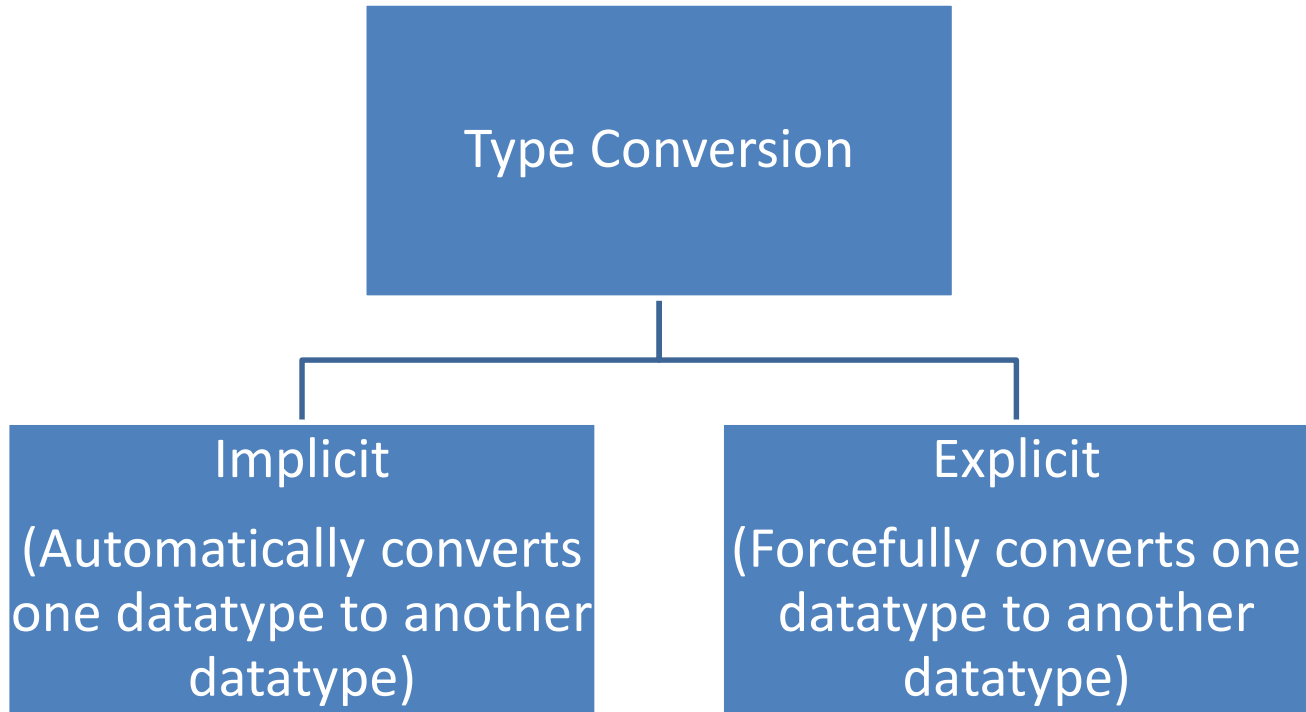 Type Conversion
Implicit
(Automatically converts
one datatype to another
datatype)
Explicit
(Forcefully converts one
datatype to another
datatype)